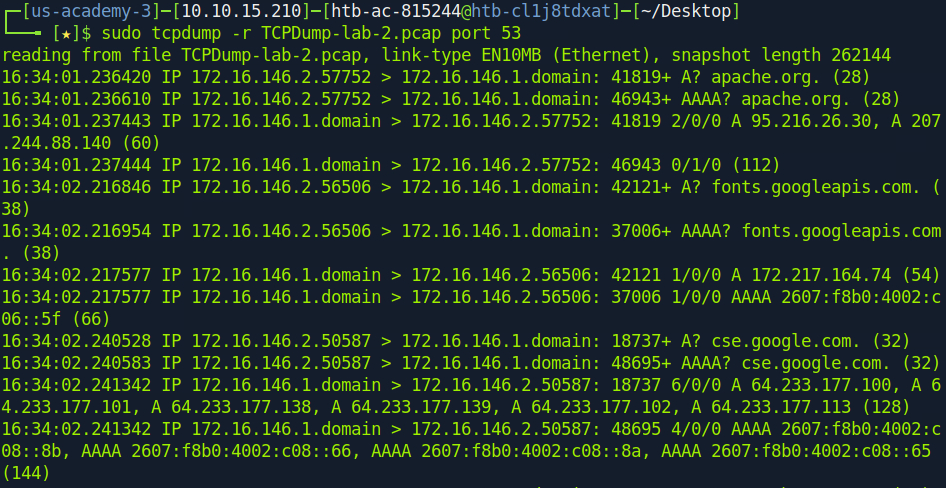 ┌─[us-academy-3]─[10.10.15.210]─[htb-ac-815244@htb-cl1j8tdxat]─[~/Desktop]
└──╼ [★]$ sudo tcpdump -r TCPDump-lab-2.pcap port 53
reading from file TCPDump-lab-2.pcap, link-type EN10MB (Ethernet), snapshot length 262144
16:34:01.236420 IP 172.16.146.2.57752 > 172.16.146.1.domain: 41819+ A? apache.org. (28)
16:34:01.236610 IP 172.16.146.2.57752 > 172.16.146.1.domain: 46943+ AAAA? apache.org. (28)
16:34:01.237443 IP 172.16.146.1.domain > 172.16.146.2.57752: 41819 2/0/0 A 95.216.26.30, A 207
.244.88.140 (60)
16:34:01.237444 IP 172.16.146.1.domain > 172.16.146.2.57752: 46943 0/1/0 (112)
16:34:02.216846 IP 172.16.146.2.56506 > 172.16.146.1.domain: 42121+ A? fonts.googleapis.com. (
38)
16:34:02.216954 IP 172.16.146.2.56506 > 172.16.146.1.domain: 37006+ AAAA? fonts.googleapis.com
. (38)
16:34:02.217577 IP 172.16.146.1.domain > 172.16.146.2.56506: 42121 1/0/0 A 172.217.164.74 (54)
16:34:02.217577 IP 172.16.146.1.domain > 172.16.146.2.56506: 37006 1/0/0 AAAA 2607:f8b0:4002:c
06::5f (66)
16:34:02.240528 IP 172.16.146.2.50587 > 172.16.146.1.domain: 18737+ A? cse.google.com. (32)
16:34:02.240583 IP 172.16.146.2.50587 > 172.16.146.1.domain: 48695+ AAAA? cse.google.com. (32)
16:34:02.241342 IP 172.16.146.1.domain > 172.16.146.2.50587: 18737 6/0/0 A 64.233.177.100, A 6
4.233.177.101, A 64.233.177.138, A 64.233.177.139, A 64.233.177.102, A 64.233.177.113 (128)
16:34:02.241342 IP 172.16.146.1.domain > 172.16.146.2.50587: 48695 4/0/0 AAAA 2607:f8b0:4002:c
08::8b, AAAA 2607:f8b0:4002:c08::66, AAAA 2607:f8b0:4002:c08::8a, AAAA 2607:f8b0:4002:c08::65
(144)